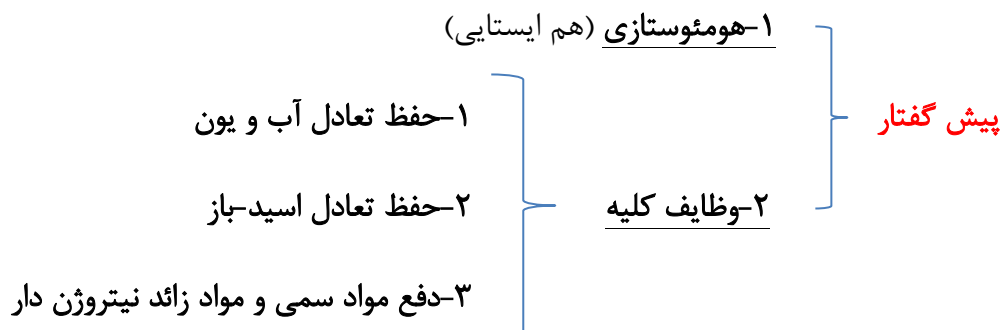 ۱-هومئوستازی (هم ایستایی)
پیش گفتار
۱-حفظ تعادل آب و یون
۲-وظایف کلیه
۲-حفظ تعادل اسید-باز
۳-دفع مواد سمی و مواد زائد نیتروژن دار